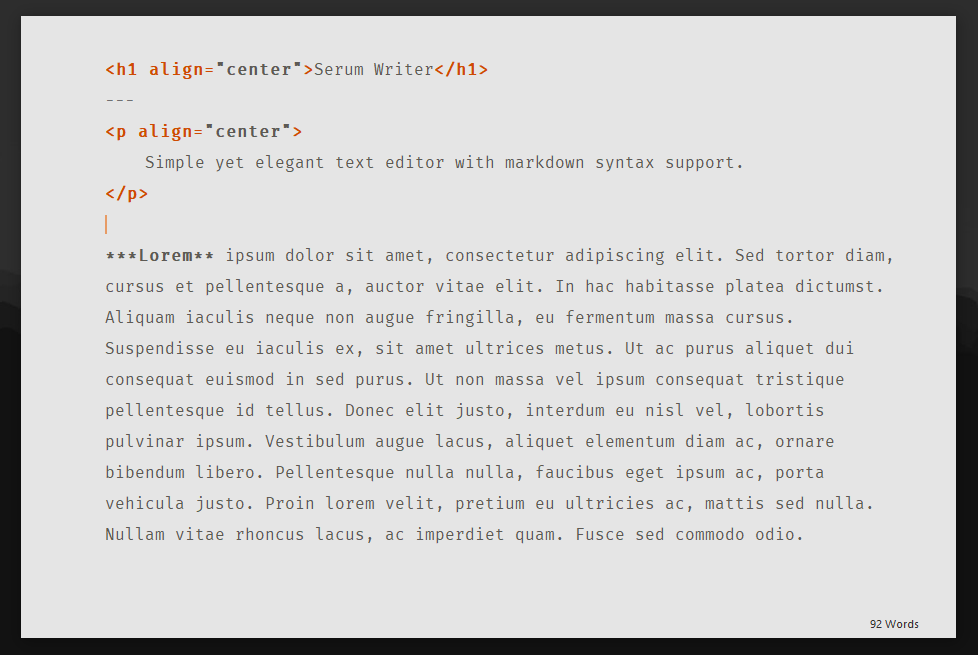 <h1 align="center">Serum Writer</h1>
---
<p align="center">
    Simple yet elegant text editor with markdown syntax support.
</p>
***Lorem** ipsum dolor sit amet, consectetur adipiscing elit. Sed tortor diam,
cursus et pellentesque a, auctor vitae elit. In hac habitasse platea dictumst.
Aliquam iaculis neque non augue fringilla, eu fermentum massa cursus.
Suspendisse eu iaculis ex, sit amet ultrices metus. Ut ac purus aliquet dui
consequat euismod in sed purus. Ut non massa vel ipsum consequat tristique
pellentesque id tellus. Donec elit justo, interdum eu nisl vel, lobortis
pulvinar ipsum. Vestibulum augue lacus, aliquet elementum diam ac, ornare
bibendum libero. Pellentesque nulla nulla, faucibus eget ipsum ac, porta
vehicula justo. Proin lorem velit, pretium eu ultricies ac, mattis sed nulla.
Nullam vitae rhoncus lacus, ac imperdiet quam. Fusce sed commodo odio.
92 Words